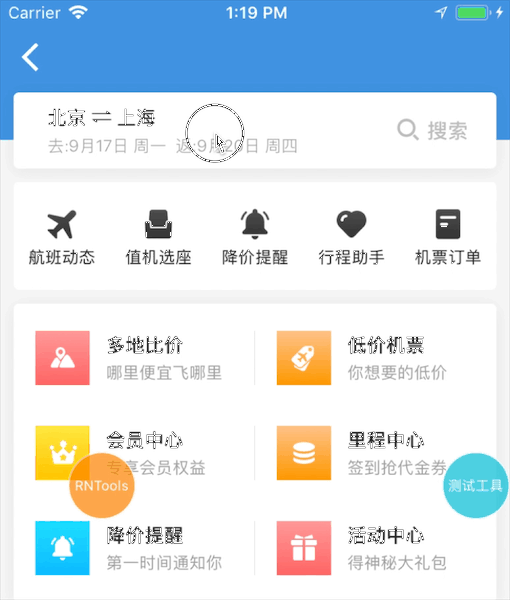 Carrier 1:19 PM
北京 ⇌ 上海
去:9月17日 周一 返:9月20日 周四
搜索
航班动态 值机选座 降价提醒 行程助手 机票订单
多地比价 低价机票
哪里便宜飞哪里 你想要的低价
会员中心 里程中心
专享会员权益 签到抢代金券
RNTools 测试工具
降价提醒 活动中心
第一时间通知你 得神秘大礼包